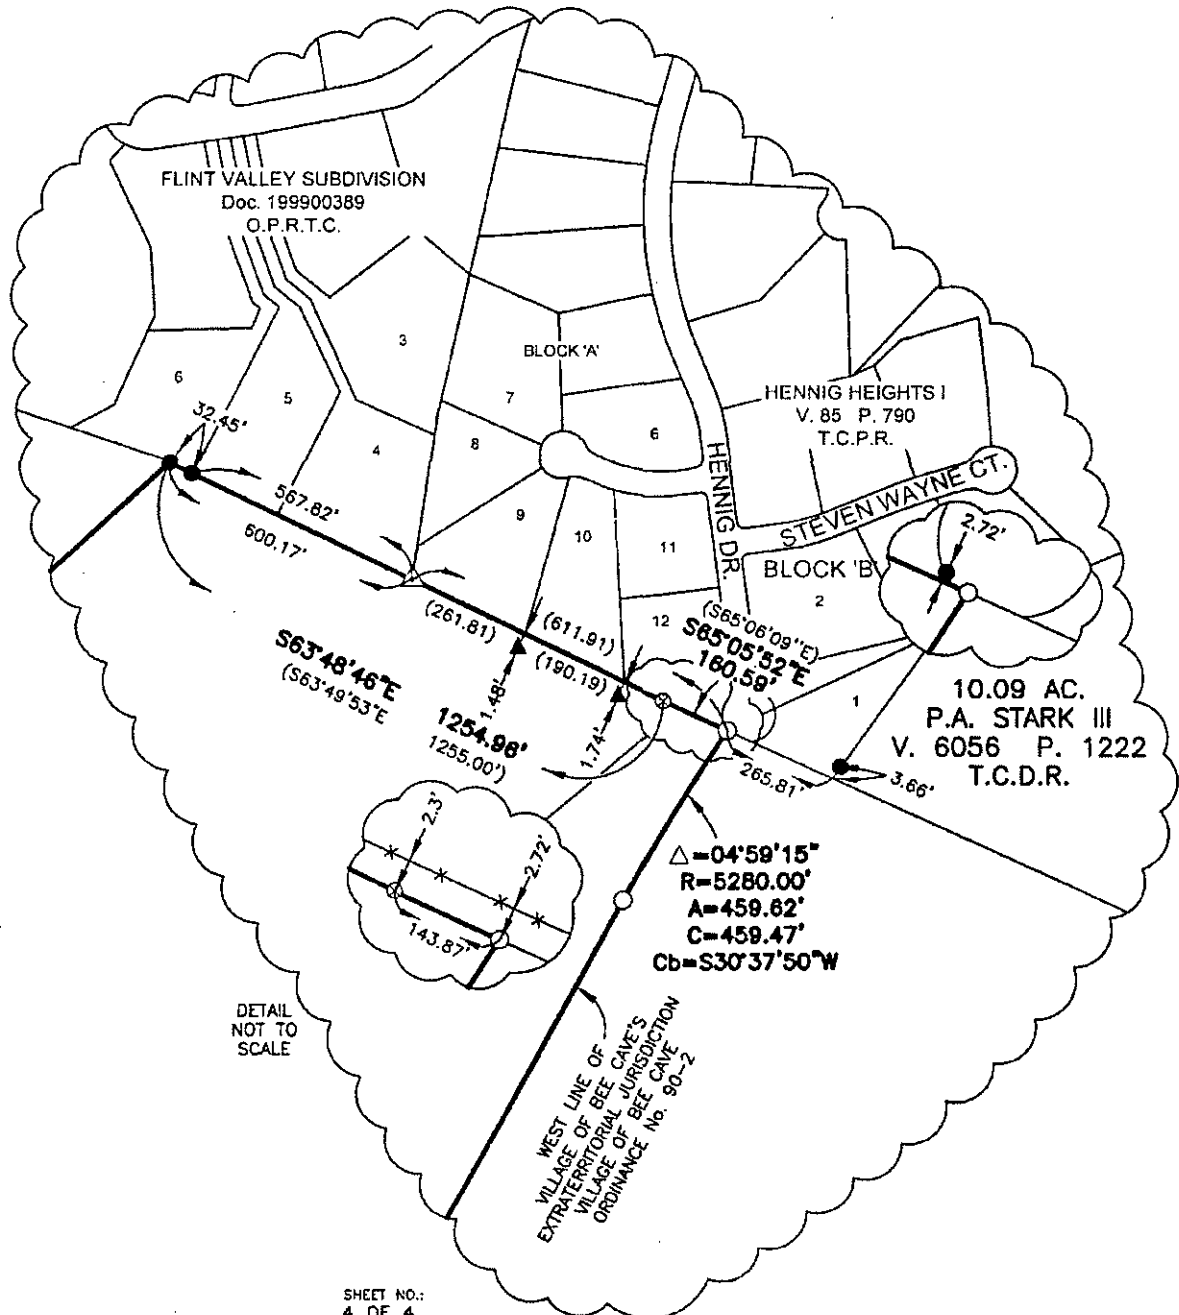 FLINT VALLEY SUBDIVISION
Doc. 199900389
O.P.R.T.C.
3
BLOCK 'A'
6
5
7
HENNIG HEIGHTS I
V. 85 P. 790
T.C.P.R.
32.45'
4
8
6
HENNIG DR.
STEVEN WAYNE CT.
567.82'
600.17'
9
10
11
2.72'
BLOCK 'B'
2
12
(261.81)
(611.91)
(190.19)
(S65°06'09"E)
S65°05'52"E
160.59'
S63°48'46"E
(S63°49'53"E
1.48'
1254.98'
1255.00')
1.74'
1
10.09 AC.
P.A. STARK III
V. 6056 P. 1222
T.C.D.R.
265.81'
3.66'
2.3'
2.72'
143.87'
△=04°59'15"
R=5280.00'
A=459.62'
C=459.47'
Cb=S30°37'50"W
DETAIL
NOT TO
SCALE
WEST LINE OF
VILLAGE OF BEE CAVE'S
EXTRATERRITORIAL JURISDICTION
VILLAGE OF BEE CAVE
ORDINANCE No. 90-2
SHEET NO.:
4 OF 4